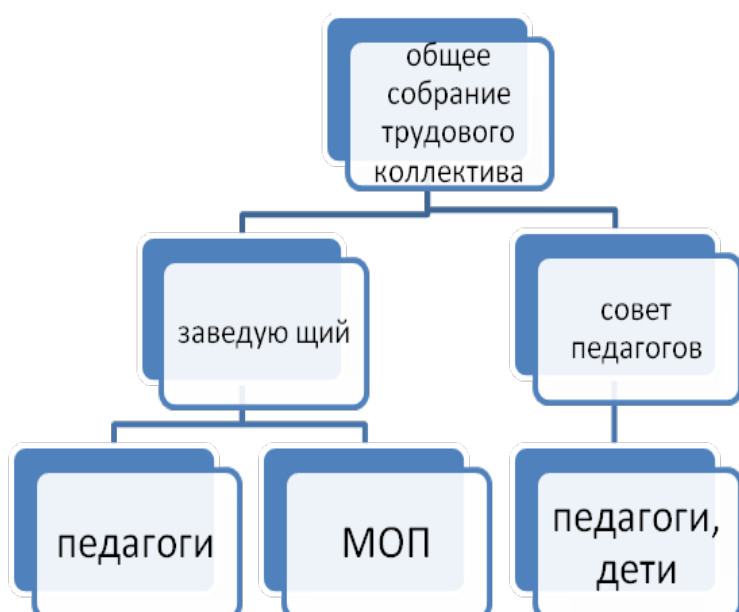 общее
собрание
трудового
коллектива
заведую щий
совет
педагогов
педагоги
МОП
педагоги,
дети